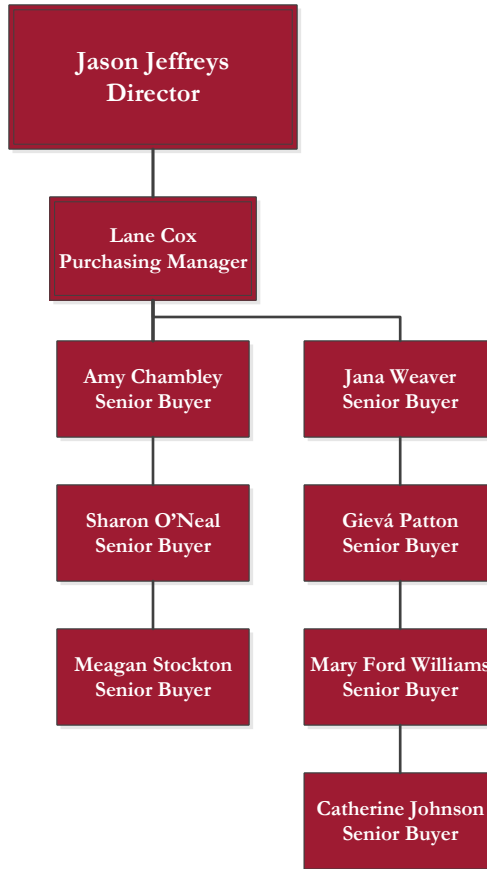 Jason Jeffreys
Director
Lane Cox
Purchasing Manager
Amy Chambley
Senior Buyer
Jana Weaver
Senior Buyer
Sharon O’Neal
Senior Buyer
Gievá Patton
Senior Buyer
Meagan Stockton
Senior Buyer
Mary Ford Williams
Senior Buyer
Catherine Johnson
Senior Buyer